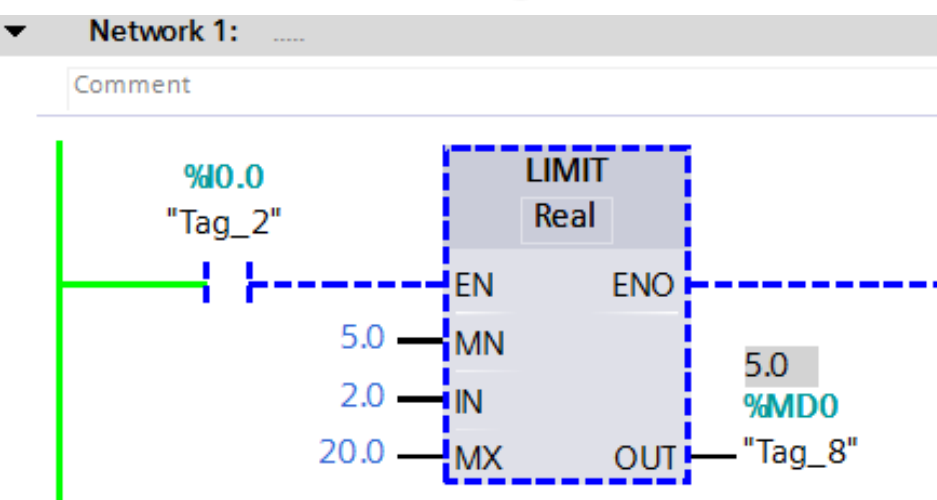 Network 1: .....
Comment
%I0.0
"Tag_2"
LIMIT
Real
EN ENO
5.0 MN
2.0 IN
20.0 MX OUT
5.0
%MD0
"Tag_8"